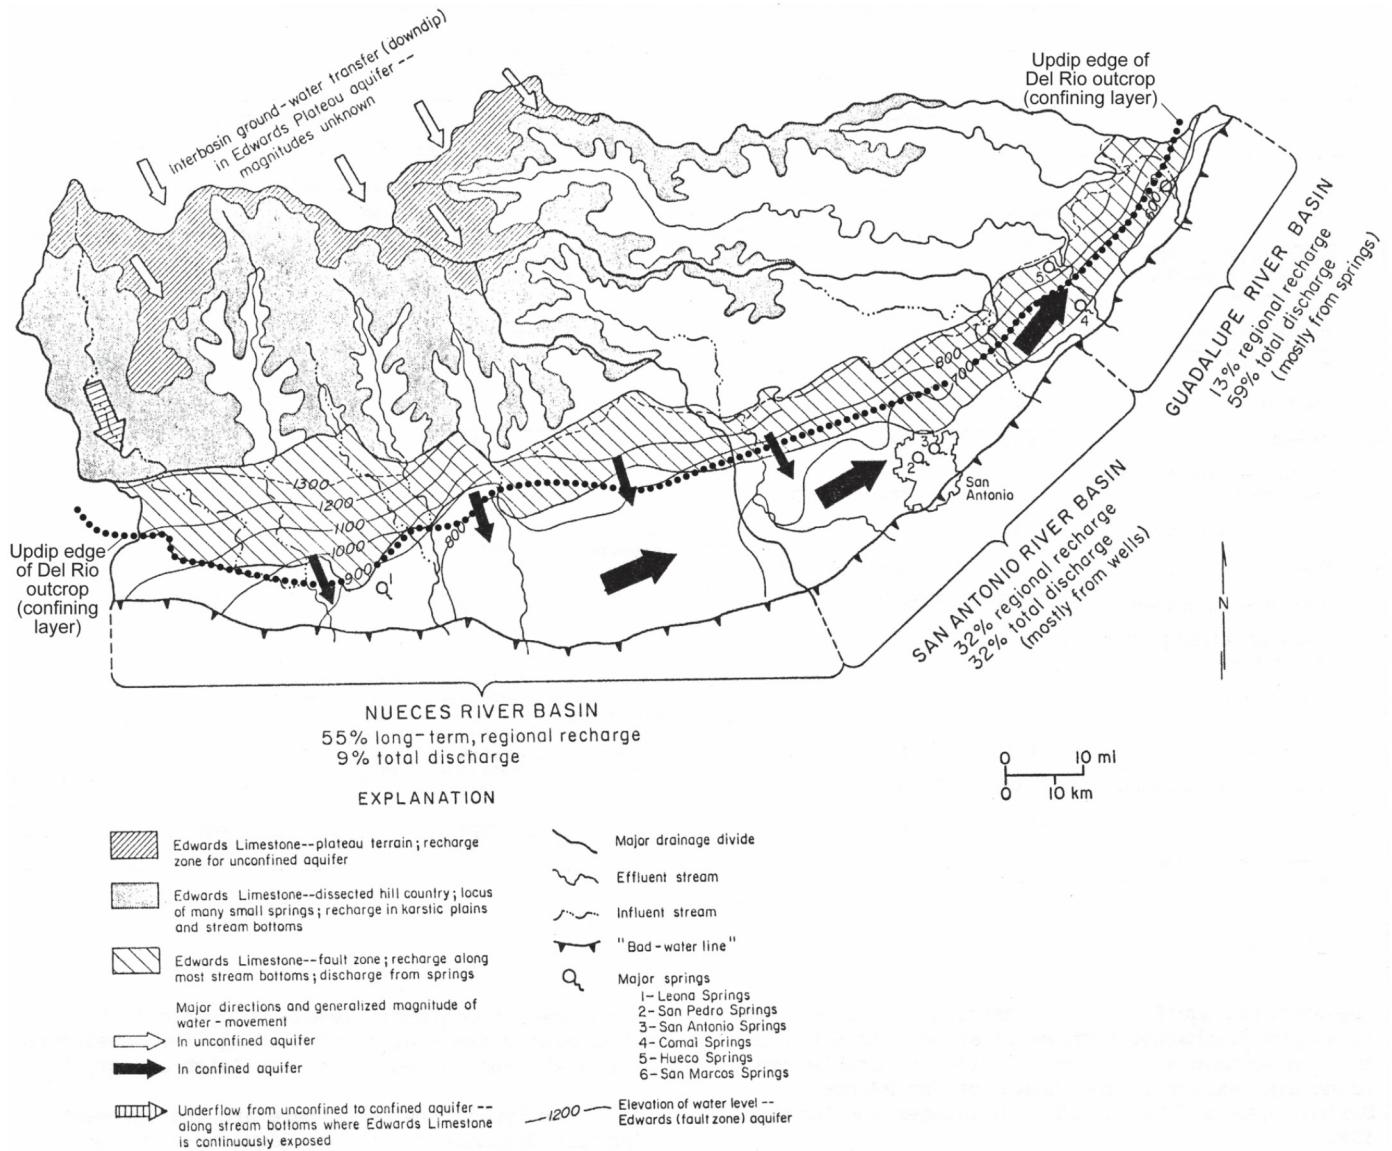 Interbasin ground-water transfer (downdip)
in Edwards Plateau aquifer --
magnitudes unknown
Updip edge of
Del Rio outcrop
(confining layer)
600
6
5
4
GUADALUPE RIVER BASIN
13% regional recharge
59% total discharge
(mostly from springs)
800
700
3
2
San
Antonio
SAN ANTONIO RIVER BASIN
32% regional recharge
32% total discharge
(mostly from wells)
1300
1200
1100
1000
900
800
1
Updip edge
of Del Rio
outcrop
(confining
layer)
N
NUECES RIVER BASIN
55% long-term, regional recharge
9% total discharge
0 10 mi
0 10 km
EXPLANATION
Edwards Limestone--plateau terrain; recharge
zone for unconfined aquifer
Edwards Limestone--dissected hill country; locus
of many small springs; recharge in karstic plains
and stream bottoms
Edwards Limestone--fault zone; recharge along
most stream bottoms; discharge from springs
Major directions and generalized magnitude of
water-movement
In unconfined aquifer
In confined aquifer
Underflow from unconfined to confined aquifer --
along stream bottoms where Edwards Limestone
is continuously exposed
Major drainage divide
Effluent stream
Influent stream
"Bad-water line"
Major springs
1-Leona Springs
2-San Pedro Springs
3-San Antonio Springs
4-Comal Springs
5-Hueco Springs
6-San Marcos Springs
1200
Elevation of water level --
Edwards (fault zone) aquifer